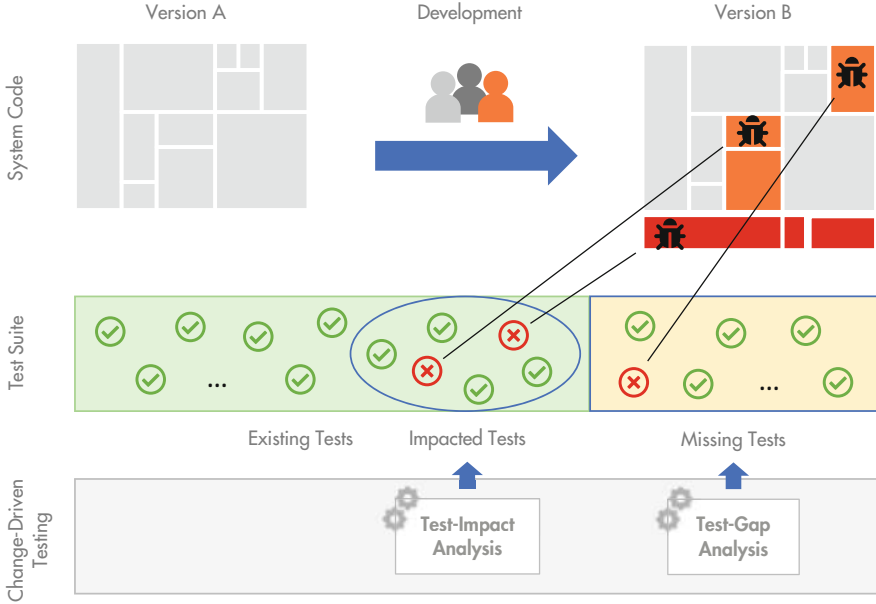 Version A
Development
Version B
System Code
Test Suite
...
...
Existing Tests
Impacted Tests
Missing Tests
Change-Driven
Testing
Test-Impact
Analysis
Test-Gap
Analysis